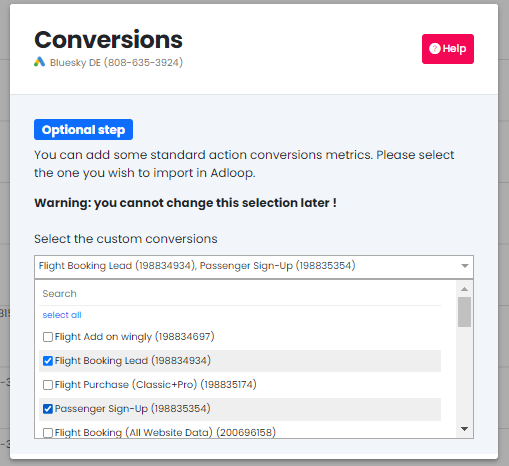 Conversions
Help
Bluesky DE (808-635-3924)
Optional step
You can add some standard action conversions metrics. Please select
the one you wish to import in Adloop.
Warning: you cannot change this selection later !
Select the custom conversions
Flight Booking Lead (198834934), Passenger Sign-Up (198835354)
Search
select all
Flight Add on wingly (198834697)
Flight Booking Lead (198834934)
Flight Purchase (Classic+Pro) (198835174)
Passenger Sign-Up (198835354)
Flight Booking (All Website Data) (200696158)